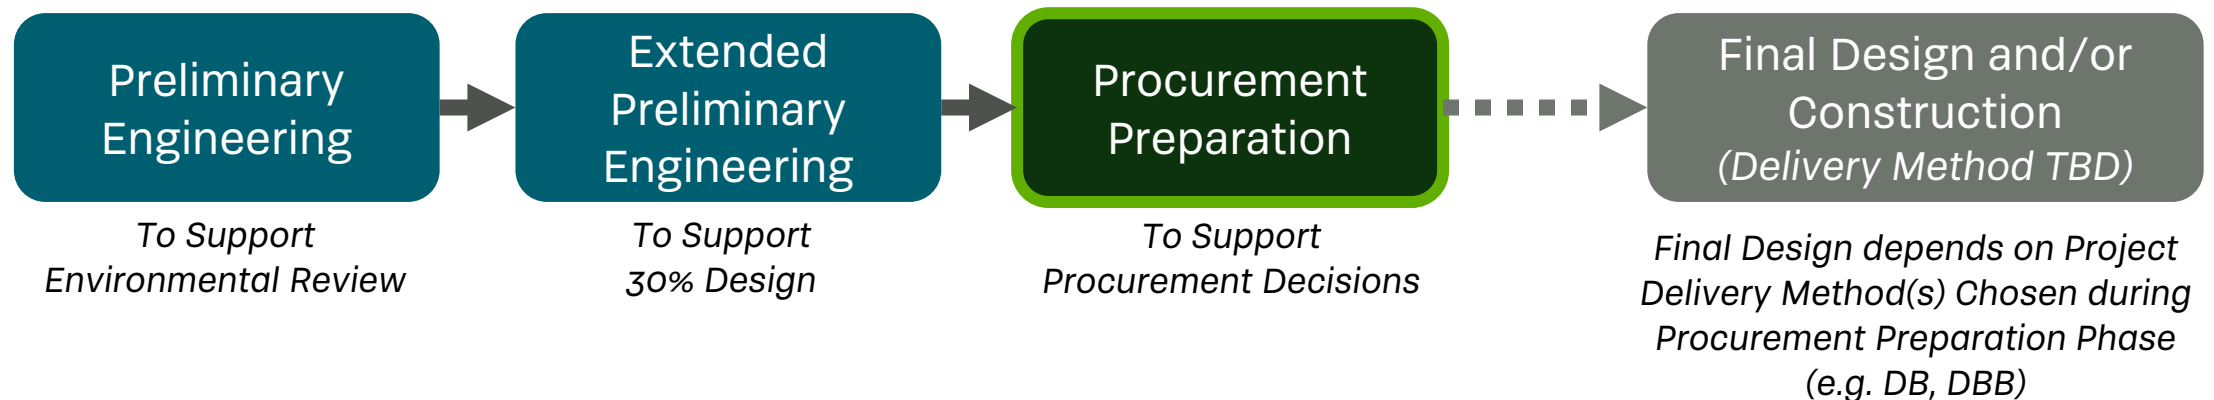 Preliminary
Engineering
To Support
Environmental Review
Extended
Preliminary
Engineering
To Support
30% Design
Procurement
Preparation
To Support
Procurement Decisions
Final Design and/or
Construction
(Delivery Method TBD)
Final Design depends on Project
Delivery Method(s) Chosen during
Procurement Preparation Phase
(e.g. DB, DBB)